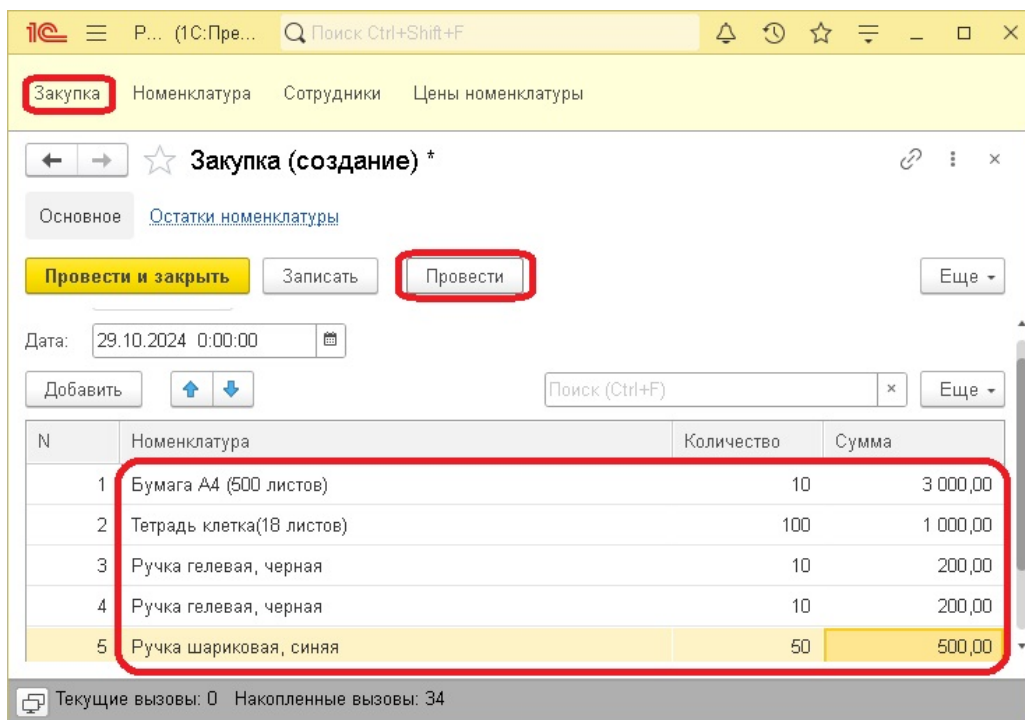 1С Р... (1С:Пре... Поиск Ctrl+Shift+F
Закупка Номенклатура Сотрудники Цены номенклатуры
Закупка (создание) *
Основное Остатки номенклатуры
Провести и закрыть Записать Провести Еще
Дата: 29.10.2024 0:00:00
Добавить Поиск (Ctrl+F) × Еще
N Номенклатура Количество Сумма
1 Бумага А4 (500 листов) 10 3 000,00
2 Тетрадь клетка(18 листов) 100 1 000,00
3 Ручка гелевая, черная 10 200,00
4 Ручка гелевая, черная 10 200,00
5 Ручка шариковая, синяя 50 500,00
Текущие вызовы: 0 Накопленные вызовы: 34